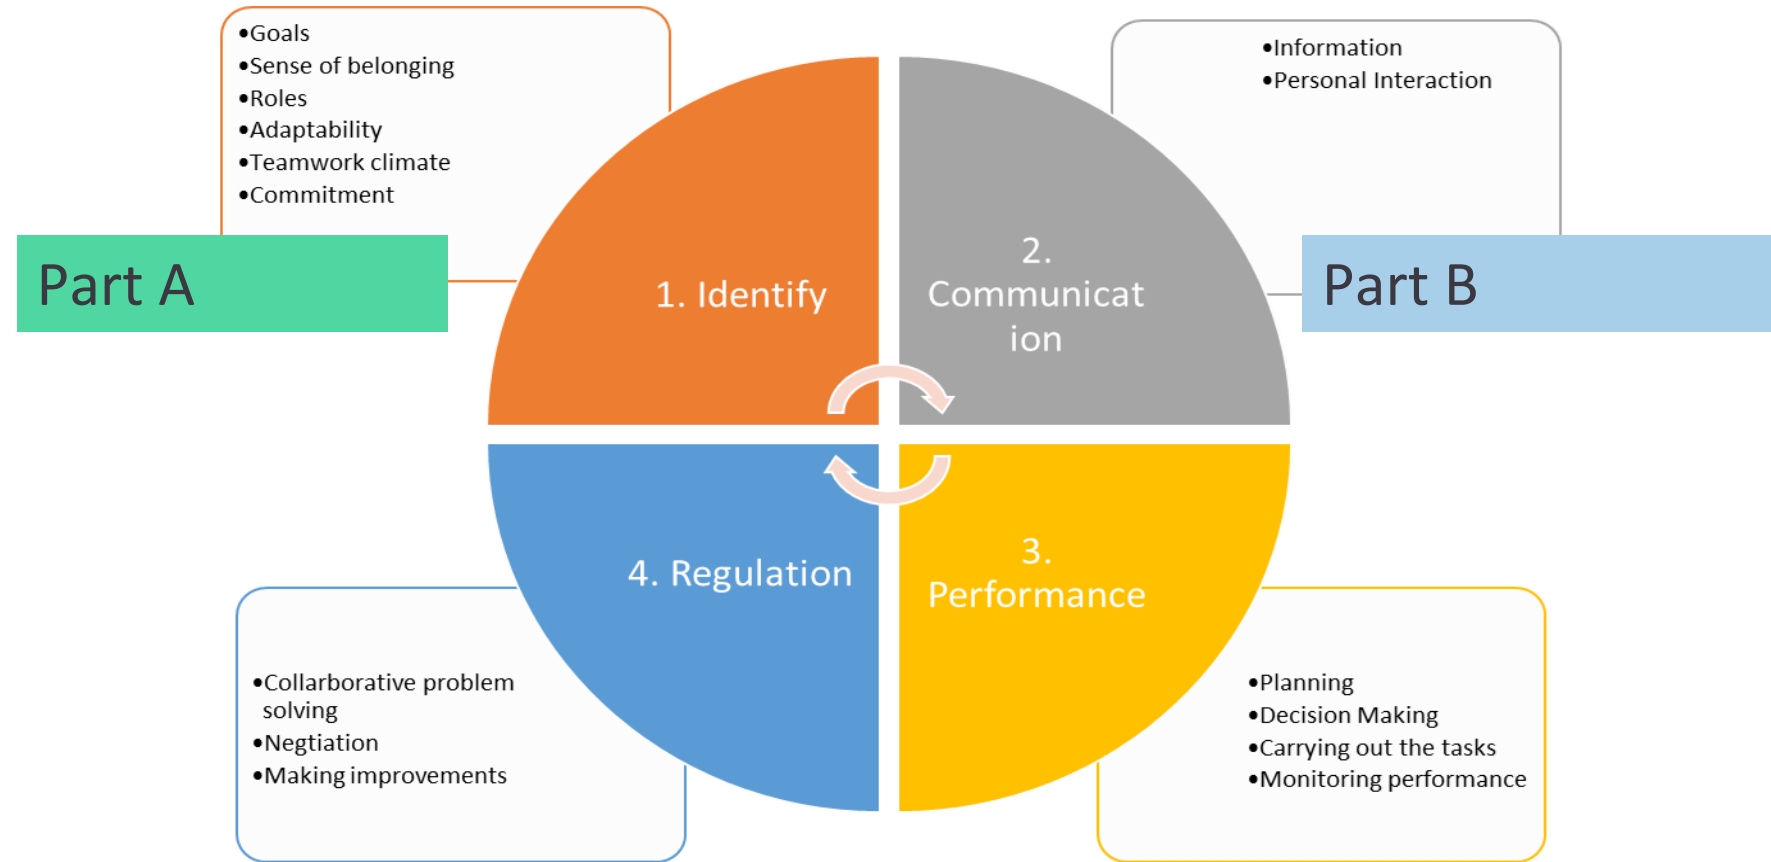 •Goals
•Sense of belonging
•Roles
•Adaptability
•Teamwork climate
•Commitment
Part A
1. Identify
•Information
•Personal Interaction
2.
Communicat
ion
Part B
4. Regulation
•Collarborative problem
solving
•Negtiation
•Making improvements
3.
Performance
•Planning
•Decision Making
•Carrying out the tasks
•Monitoring performance